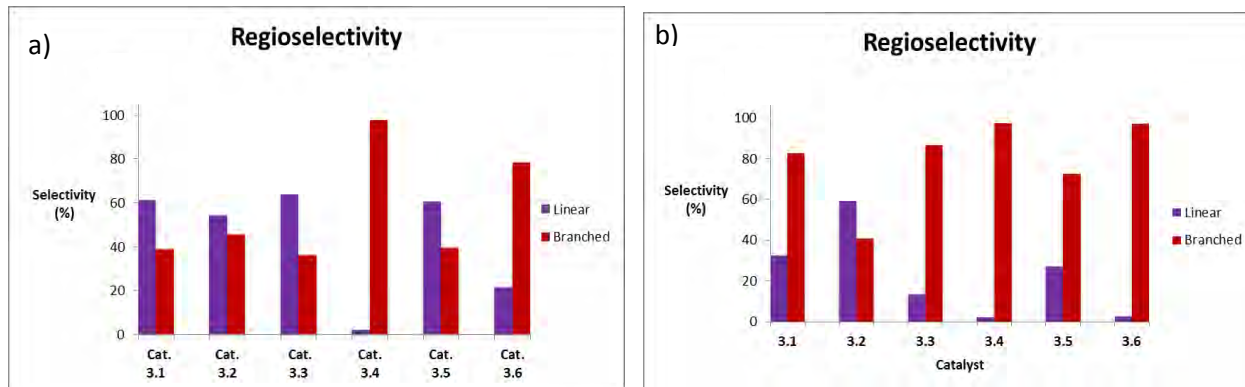 a)
Regioselectivity
100
80
60
40
20
0
Selectivity
(%)
Linear
Branched
Cat. Cat. Cat. Cat. Cat. Cat.
3.1 3.2 3.3 3.4 3.5 3.6
b)
Regioselectivity
100
80
60
40
20
0
Selectivity
(%)
Linear
Branched
3.1 3.2 3.3 3.4 3.5 3.6
Catalyst